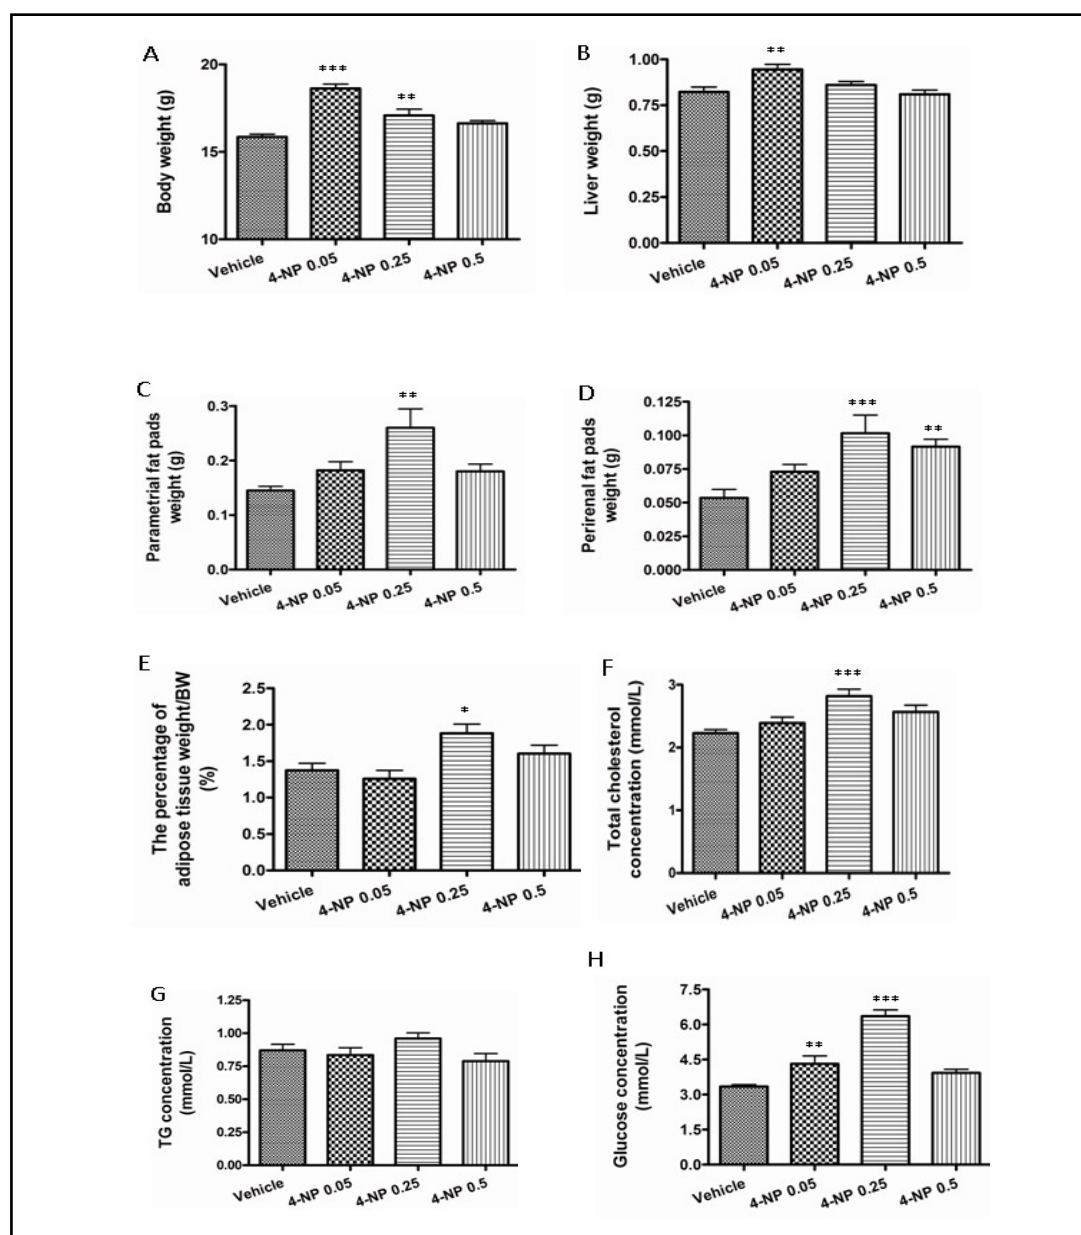 A
Body weight (g)
20
15
10
***
**
Vehicle
4-NP 0.05
4-NP 0.25
4-NP 0.5
B
Liver weight (g)
1.00
0.75
0.50
0.25
0.00
**
Vehicle
4-NP 0.05
4-NP 0.25
4-NP 0.5
C
Parametrial fat pads
weight (g)
0.3
0.2
0.1
0.0
**
Vehicle
4-NP 0.05
4-NP 0.25
4-NP 0.5
D
Perirenal fat pads
weight (g)
0.125
0.100
0.075
0.050
0.025
0.000
***
**
Vehicle
4-NP 0.05
4-NP 0.25
4-NP 0.5
E
The percentage of
adipose tissue weight/BW
(%)
2.5
2.0
1.5
1.0
0.5
0.0
*
Vehicle
4-NP 0.05
4-NP 0.25
4-NP 0.5
F
Total cholesterol
concentration (mmol/L)
3
2
1
0
***
Vehicle
4-NP 0.05
4-NP 0.25
4-NP 0.5
G
TG concentration
(mmol/L)
1.25
1.00
0.75
0.50
0.25
0.00
Vehicle
4-NP 0.05
4-NP 0.25
4-NP 0.5
H
Glucose concentration
(mmol/L)
7.5
6.0
4.5
3.0
1.5
0.0
**
***
Vehicle
4-NP 0.05
4-NP 0.25
4-NP 0.5